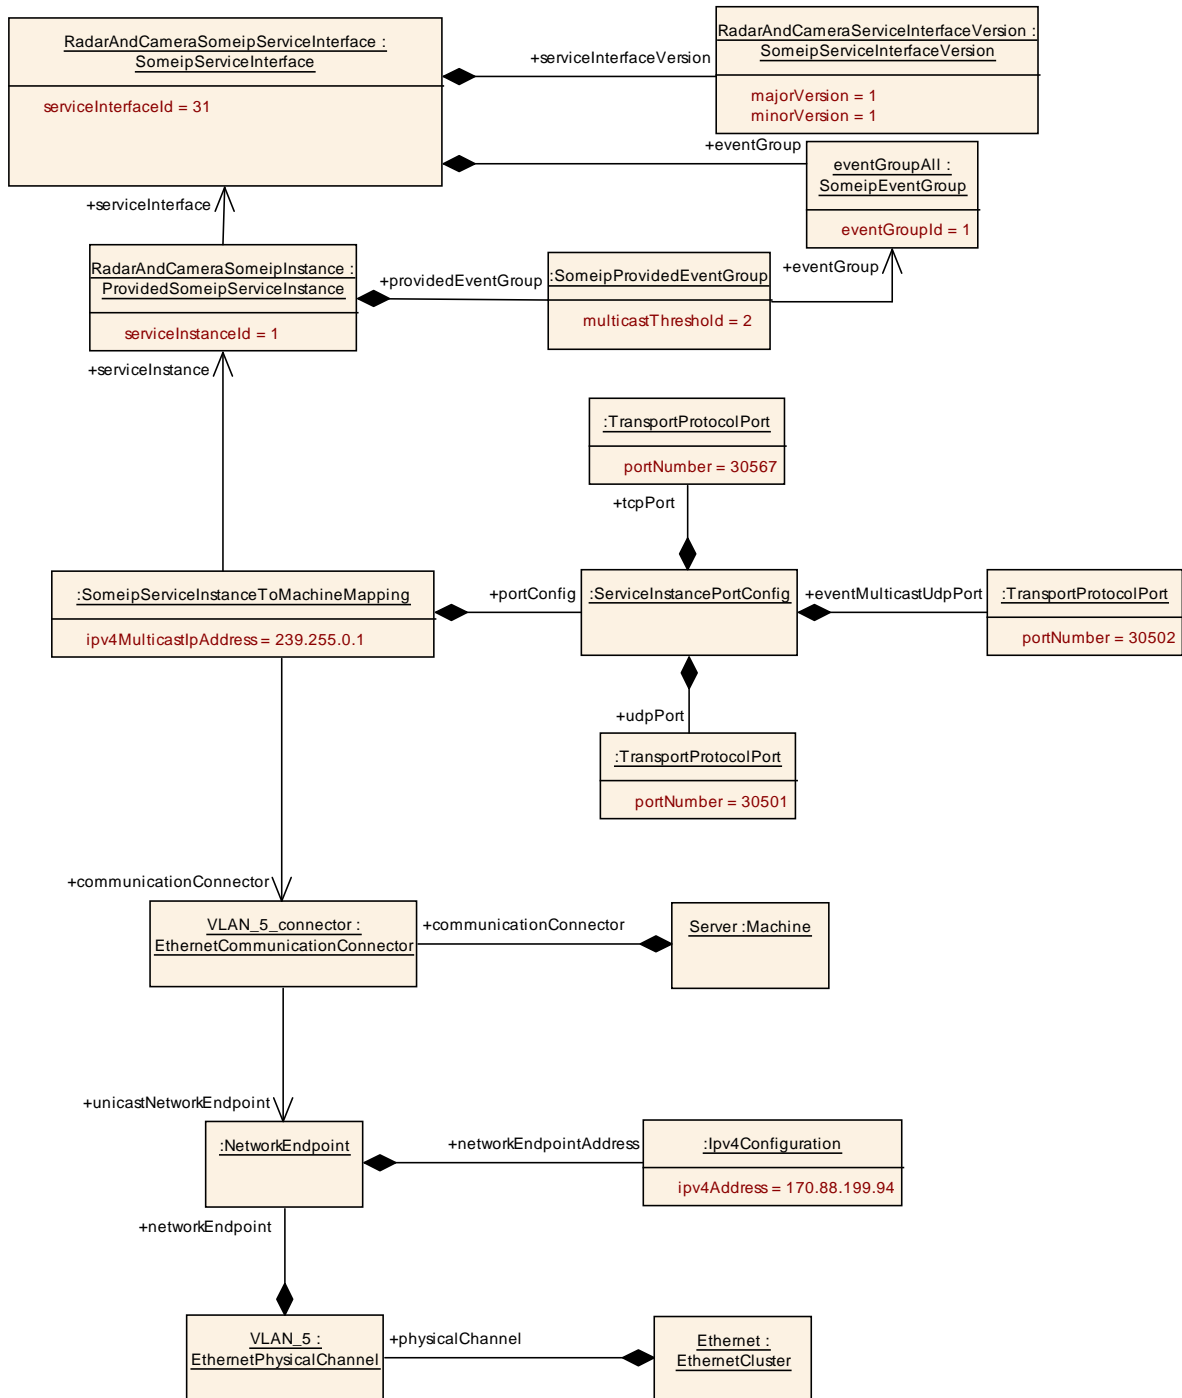 RadarAndCameraSomeipServiceInterface :
SomeipServiceInterface
serviceInterfaceId = 31
+serviceInterfaceVersion
RadarAndCameraServiceInterfaceVersion :
SomeipServiceInterfaceVersion
majorVersion = 1
minorVersion = 1
+eventGroup
eventGroupAll :
SomeipEventGroup
eventGroupId = 1
+serviceInterface
RadarAndCameraSomeipInstance :
ProvidedSomeipServiceInstance
serviceInstanceId = 1
+providedEventGroup
:SomeipProvidedEventGroup
multicastThreshold = 2
+eventGroup
+serviceInstance
:TransportProtocolPort
portNumber = 30567
+tcpPort
:SomeipServiceInstanceToMachineMapping
ipv4MulticastIpAddress = 239.255.0.1
+portConfig
:ServiceInstancePortConfig
+eventMulticastUdpPort
:TransportProtocolPort
portNumber = 30502
+udpPort
:TransportProtocolPort
portNumber = 30501
+communicationConnector
VLAN_5_connector :
EthernetCommunicationConnector
+communicationConnector
Server :Machine
+unicastNetworkEndpoint
:NetworkEndpoint
+networkEndpointAddress
:Ipv4Configuration
ipv4Address = 170.88.199.94
+networkEndpoint
VLAN_5 :
EthernetPhysicalChannel
+physicalChannel
Ethernet :
EthernetCluster